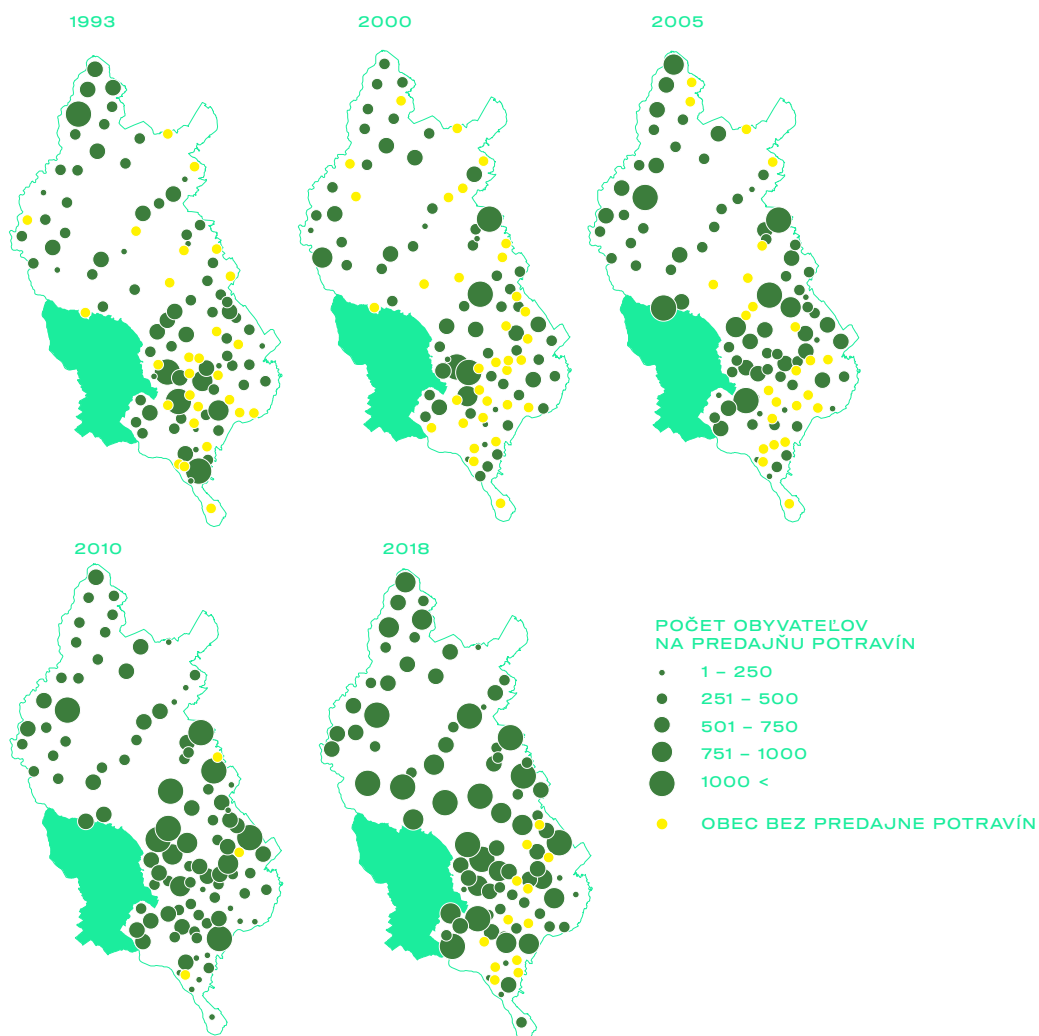 1993
2000
2005
2010
2018
POČET OBYVATEĽOV
NA PREDAJŇU POTRAVÍN
1 – 250
251 – 500
501 – 750
751 – 1000
1000 <
OBEC BEZ PREDAJNE POTRAVÍN